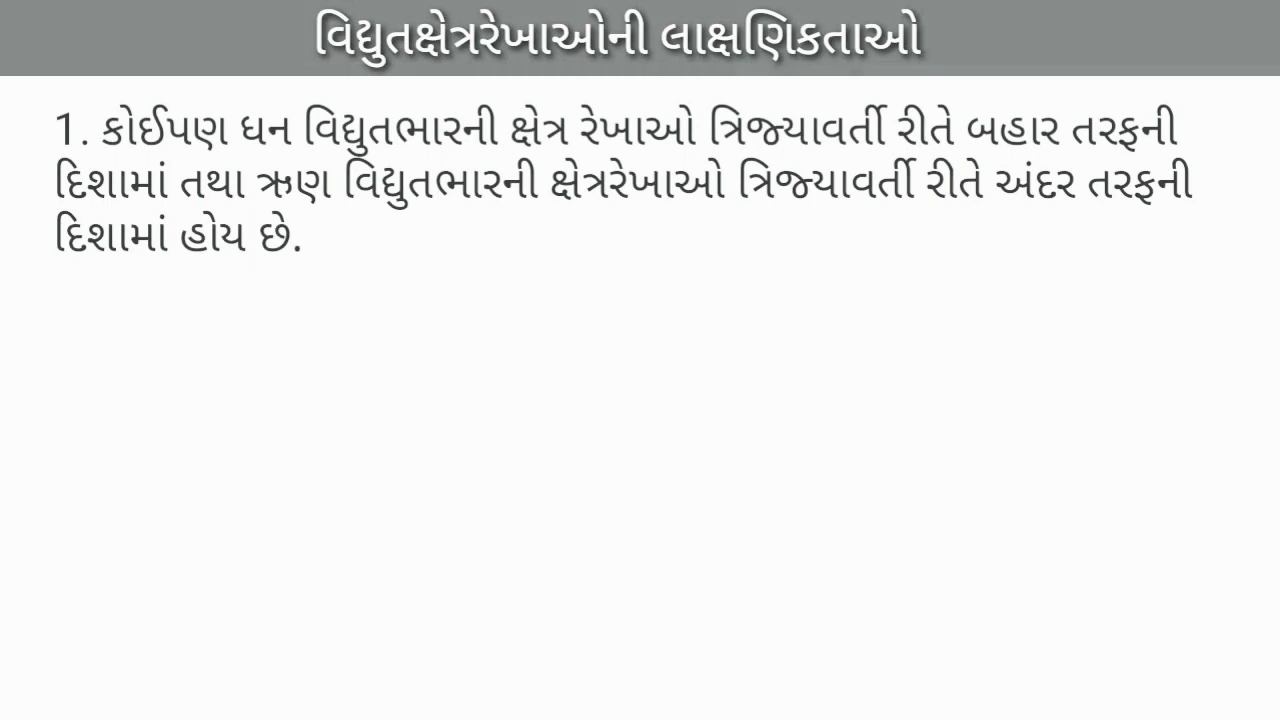 વિદ્યુતક્ષેત્રરેખાઓની લાક્ષણિકતાઓ
1. કોઈપણ ધન વિદ્યુતભારની ક્ષેત્ર રેખાઓ ત્રિજ્યાવર્તી રીતે બહાર તરફની
દિશામાં તથા ઋણ વિદ્યુતભારની ક્ષેત્રરેખાઓ ત્રિજ્યાવર્તી રીતે અંદર તરફની
દિશામાં હોય છે.